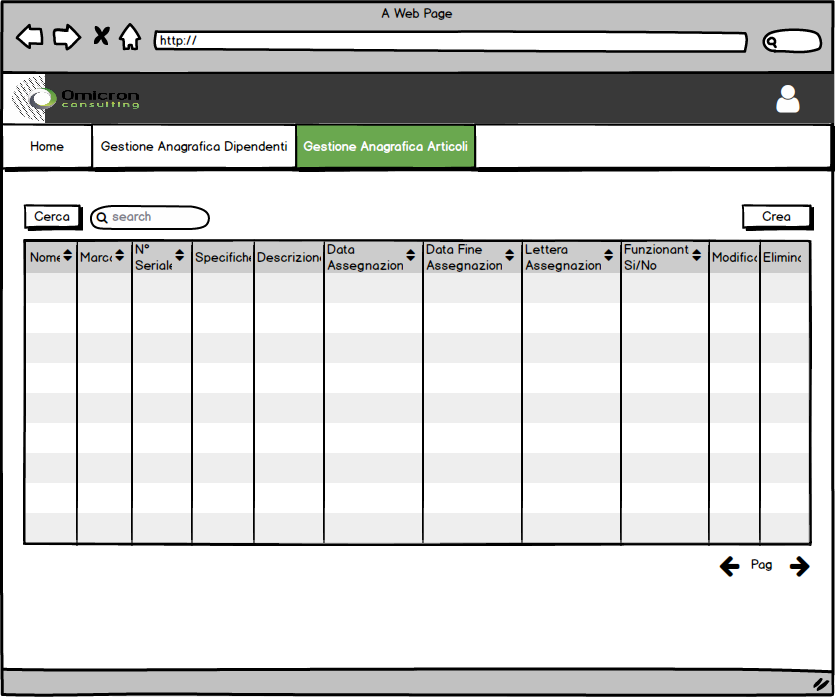 A Web Page
http://
Omicron
consulting
Home
Gestione Anagrafica Dipendenti
Gestione Anagrafica Articoli
Cerca
search
Crea
Nome
Marca
N°
Seriale
Specifiche
Descrizion
Data
Assegnazion
Data Fine
Assegnazion
Lettera
Assegnazion
Funzionant
Si/No
Modifica
Elimina
Pag